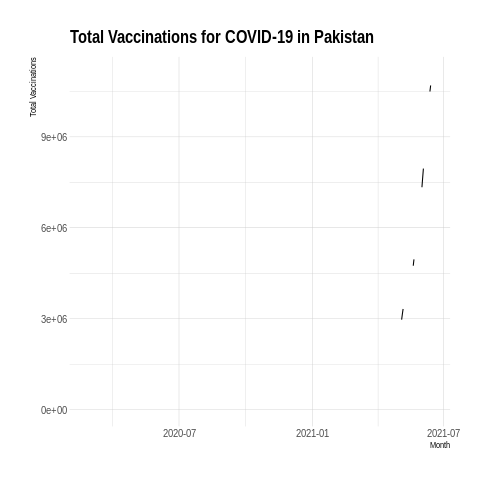 Total Vaccinations for COVID-19 in Pakistan
Total Vaccinations
9e+06
6e+06
3e+06
0e+00
2020-07 2021-01 2021-07
Month